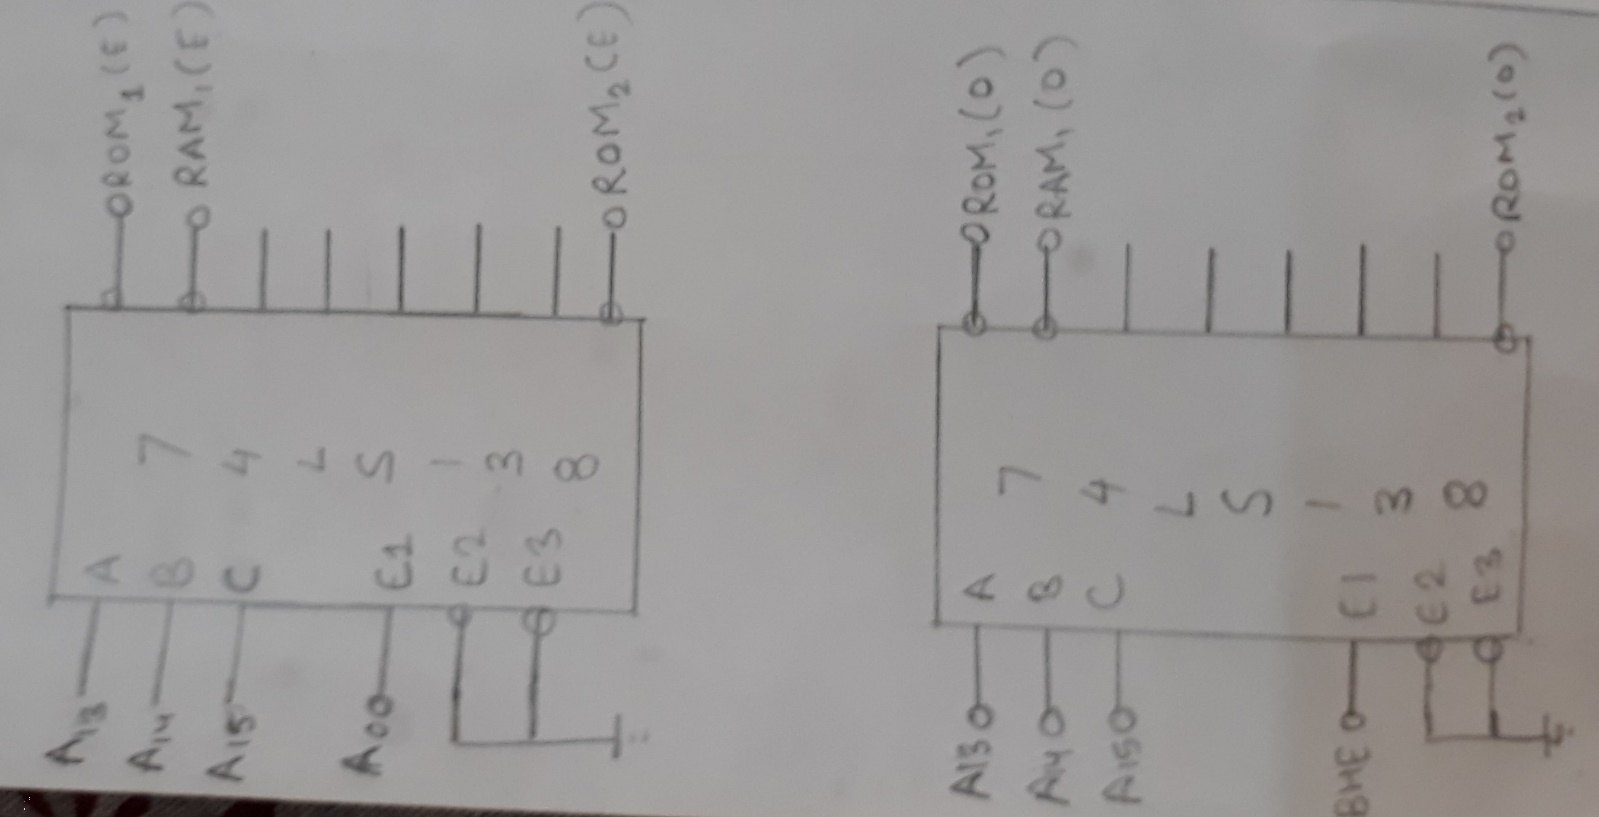 A13
A14
A15
A00
A
B
C
E1
E2
E3
7
4
L
S
1
3
8
ROM1(E)
RAM1(E)
ROM2(E)
A13
A14
A15
BHE
A
B
C
E1
E2
E3
7
4
L
S
1
3
8
ROM1(O)
RAM1(O)
ROM2(O)